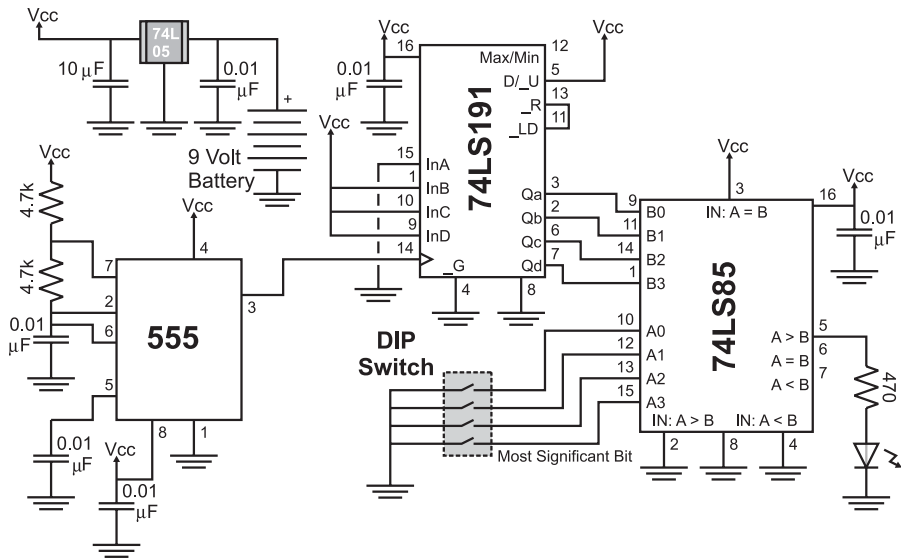 Vcc
74L
05
10 µF
0.01
µF
+
9 Volt
Battery
Vcc
4.7k
4.7k
0.01
µF
Vcc
4
7
2
6
5
3
8
1
555
0.01
µF
Vcc
0.01
µF
Vcc
16
0.01
µF
Vcc
15
1
10
9
14
InA
InB
InC
InD
_G
4
8
74LS191
Max/Min
12
D/_U
5
_R
13
_LD
11
Vcc
Qa
3
Qb
2
Qc
6
Qd
7
DIP
Switch
Most Significant Bit
9
11
14
1
10
12
13
15
B0
B1
B2
B3
A0
A1
A2
A3
Vcc
3
IN: A = B
74LS85
16
Vcc
0.01
µF
A > B
5
A = B
6
A < B
7
IN: A > B
IN: A < B
2
8
4
470